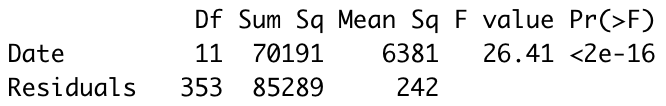 Df Sum Sq Mean Sq F value Pr(>F)
Date 11 70191 6381 26.41 <2e-16
Residuals 353 85289 242